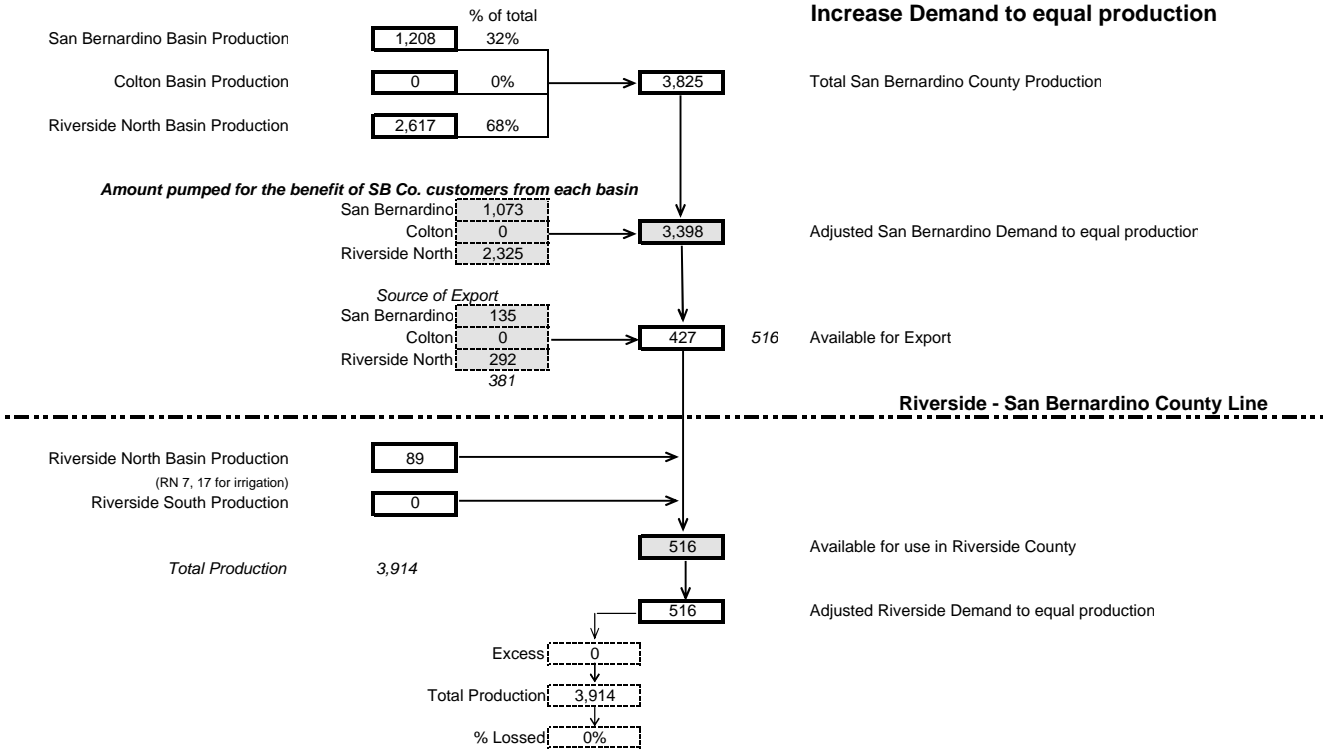 % of total
Increase Demand to equal production
San Bernardino Basin Production 1,208 32%
Colton Basin Production 0 0% 3,825 Total San Bernardino County Production
Riverside North Basin Production 2,617 68%
Amount pumped for the benefit of SB Co. customers from each basin
San Bernardino 1,073
Colton 0 3,398 Adjusted San Bernardino Demand to equal production
Riverside North 2,325
Source of Export
San Bernardino 135
Colton 0 427 516 Available for Export
Riverside North 292
381
Riverside - San Bernardino County Line
Riverside North Basin Production 89
(RN 7, 17 for irrigation)
Riverside South Production 0
516 Available for use in Riverside County
Total Production 3,914
516 Adjusted Riverside Demand to equal production
Excess 0
Total Production 3,914
% Lossed 0%